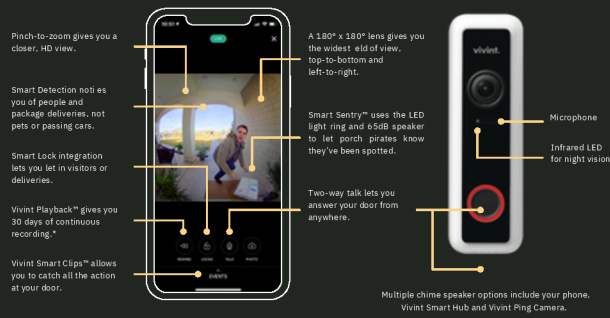 Pinch-to-zoom gives you a
closer, HD view.
Smart Detection noti es
you of people and
package deliveries, not
pets or passing cars.
Smart Lock integration
lets you let in visitors or
deliveries.
Vivint Playback™ gives you
30 days of continuous
recording.*
Vivint Smart Clips™ allows
you to catch all the action
at your door.
LIVE
TALK
PHOTO
EVENTS
A 180° x 180° lens gives you
the widest eld of view,
top-to-bottom and
left-to-right.
Smart Sentry™ uses the LED
light ring and 65dB speaker
to let porch pirates know
they've been spotted.
Two-way talk lets you
answer your door from
anywhere.
vivint.
Microphone
Infrared LED
for night vision
Multiple chime speaker options include your phone,
Vivint Smart Hub and Vivint Ping Camera.